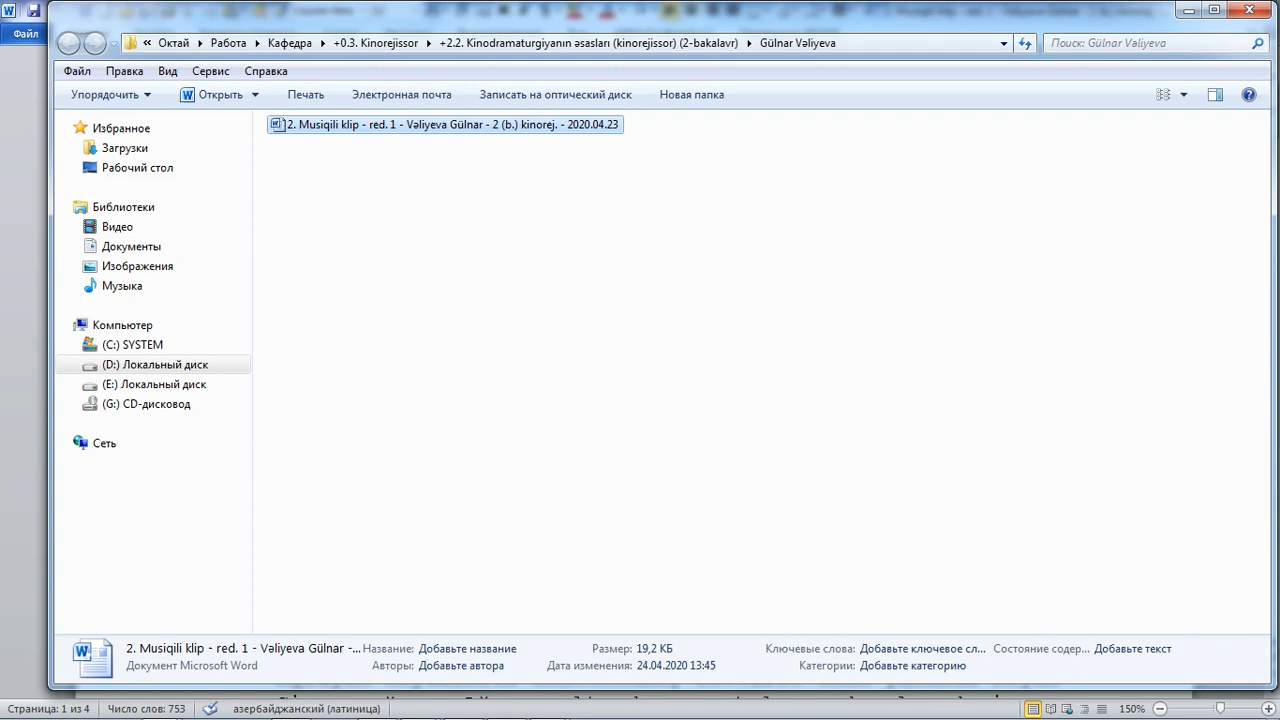 Файл
« Октай ▸ Работа ▸ Кафедра ▸ +0.3. Kinorejissor ▸ +2.2. Kinodramaturgiyanın əsasları (kinorejissor) (2-bakalavr) ▸ Gülnar Vəliyeva
Поиск: Gülnar Vəliyeva
Файл Правка Вид Сервис Справка
Упорядочить Открыть Печать Электронная почта Записать на оптический диск Новая папка
Избранное
Загрузки
Рабочий стол
Библиотеки
Видео
Документы
Изображения
Музыка
Компьютер
(C:) SYSTEM
(D:) Локальный диск
(E:) Локальный диск
(G:) CD-дисковод
Сеть
2. Musiqili klip - red. 1 - Vəliyeva Gülnar - 2 (b.) kinorej. - 2020.04.23
2. Musiqili klip - red. 1 - Vəliyeva Gülnar -... Название: Добавьте название Размер: 19,2 КБ Ключевые слова: Добавьте ключевое сл... Состояние содер... Добавьте текст
Документ Microsoft Word Авторы: Добавьте автора Дата изменения: 24.04.2020 13:45 Категории: Добавьте категорию
Страница: 1 из 4 Число слов: 753 азербайджанский (латиница) 150%